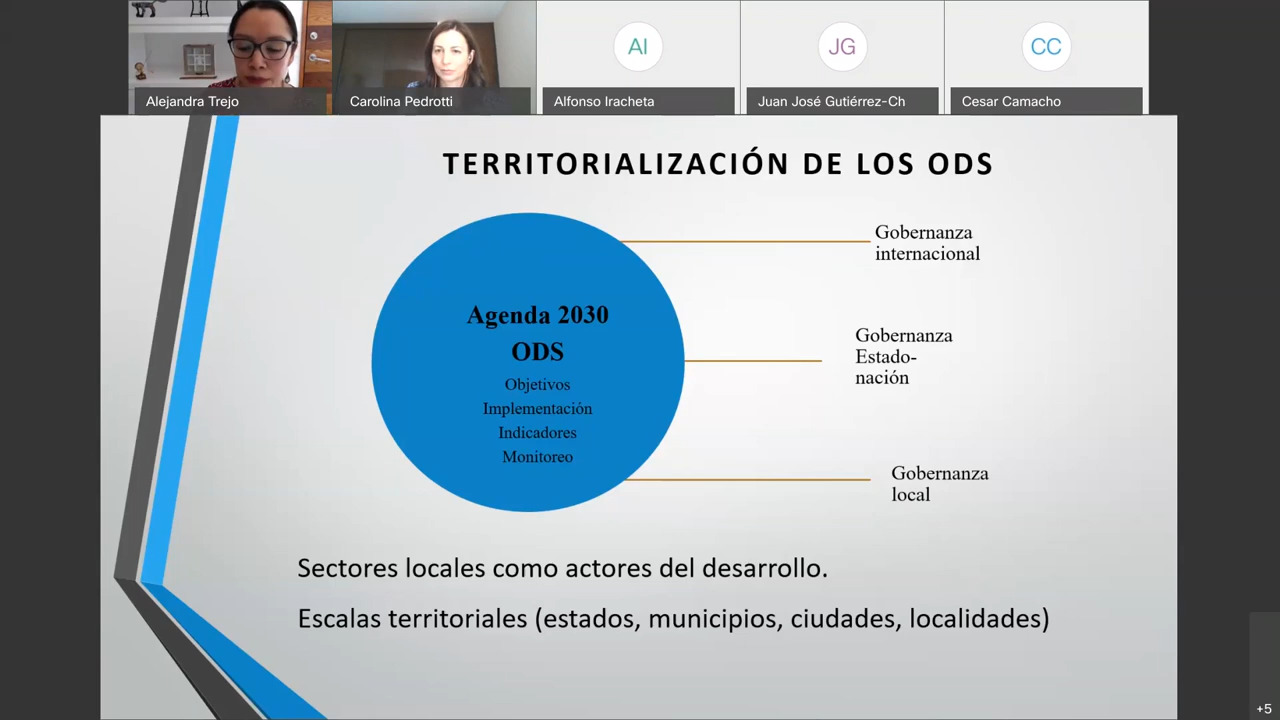 AI
JG
CC
Alejandra Trejo
Carolina Pedrotti
Alfonso Iracheta
Juan José Gutiérrez-Ch
Cesar Camacho
TERRITORIALIZACIÓN DE LOS ODS
Agenda 2030
ODS
Objetivos
Implementación
Indicadores
Monitoreo
Gobernanza
internacional
Gobernanza
Estado-
nación
Gobernanza
local
Sectores locales como actores del desarrollo.
Escalas territoriales (estados, municipios, ciudades, localidades)
+5